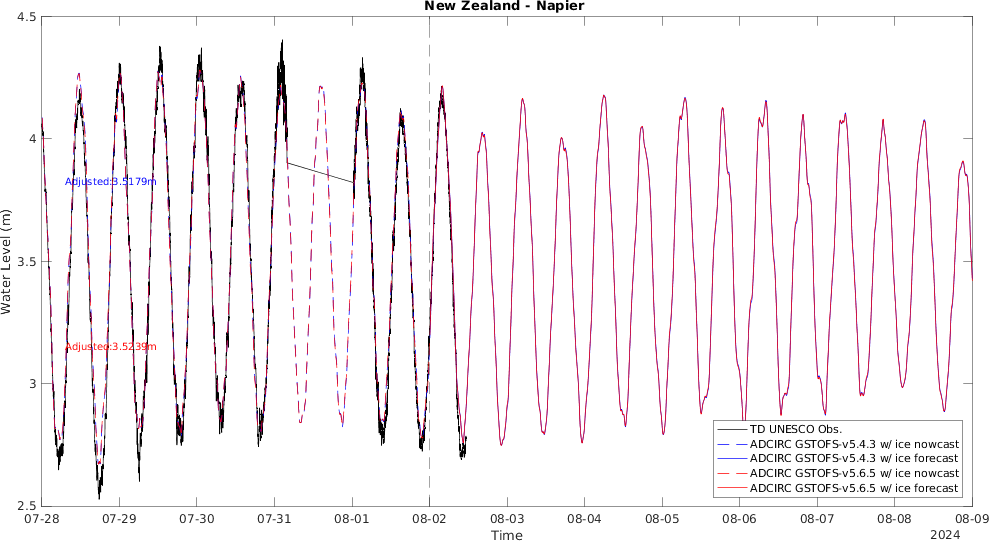 New Zealand - Napier
4.5
4
3.5
3
2.5
Water Level (m)
Adjusted:3.5179m
Adjusted:3.5239m
TD UNESCO Obs.
ADCIRC GSTOFS-v5.4.3 w/ ice nowcast
ADCIRC GSTOFS-v5.4.3 w/ ice forecast
ADCIRC GSTOFS-v5.6.5 w/ ice nowcast
ADCIRC GSTOFS-v5.6.5 w/ ice forecast
07-28 07-29 07-30 07-31 08-01 08-02 08-03 08-04 08-05 08-06 08-07 08-08 08-09
Time
2024